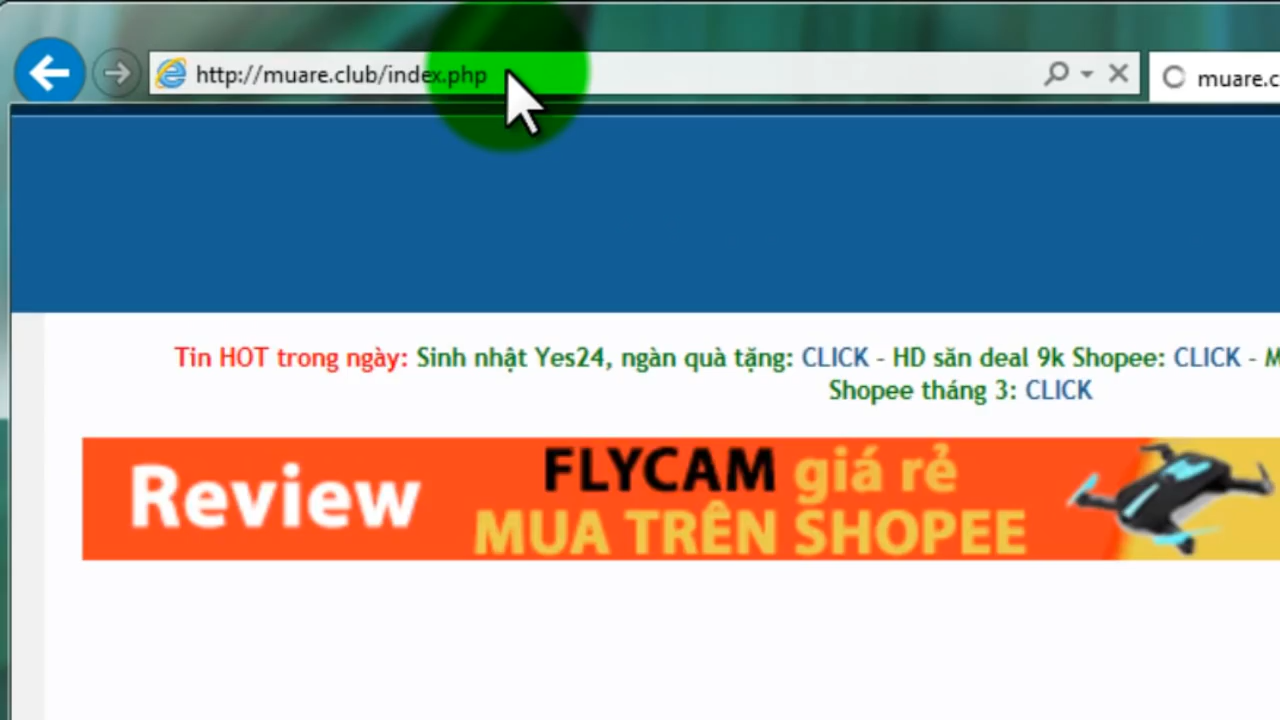 http://muare.club/index.php
muare.c
Tin HOT trong ngày: Sinh nhật Yes24, ngàn quà tặng: CLICK - HD săn deal 9k Shopee: CLICK - M
Shopee tháng 3: CLICK
Review
FLYCAM giá rẻ
MUA TRÊN SHOPEE